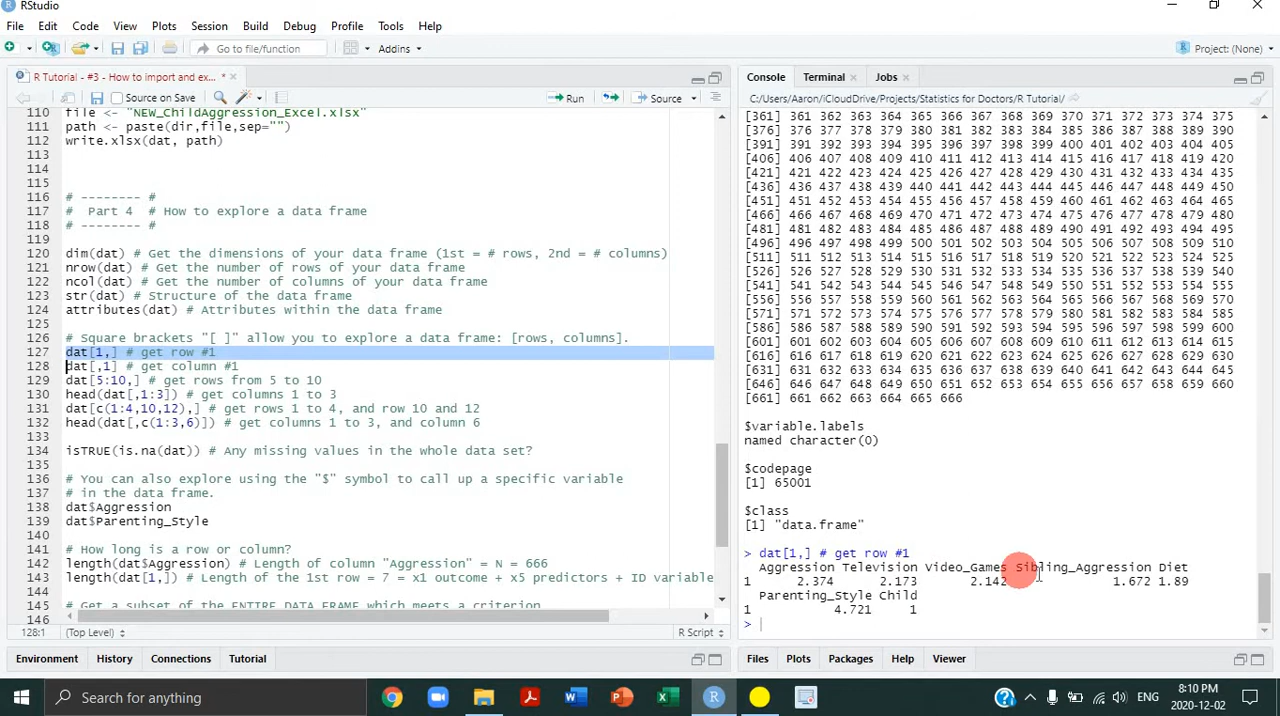 RStudio
File Edit Code View Plots Session Build Debug Profile Tools Help
Go to file/function Addins Project: (None)
R Tutorial - #3 - How to import and ex... *
Source on Save Run Source
110 file <- "NEW_ChildAggression_Excel.xlsx"
111 path <- paste(dir,file,sep="")
112 write.xlsx(dat, path)
113
114
115
116 # -------- #
117 #  Part 4  # How to explore a data frame
118 # -------- #
119
120 dim(dat) # Get the dimensions of your data frame (1st = # rows, 2nd = # columns)
121 nrow(dat) # Get the number of rows of your data frame
122 ncol(dat) # Get the number of columns of your data frame
123 str(dat) # Structure of the data frame
124 attributes(dat) # Attributes within the data frame
125
126 # Square brackets "[ ]" allow you to explore a data frame: [rows, columns].
127 dat[1,] # get row #1
128 dat[,1] # get column #1
129 dat[5:10,] # get rows from 5 to 10
130 head(dat[,1:3]) # get columns 1 to 3
131 dat[c(1:4,10,12),] # get rows 1 to 4, and row 10 and 12
132 head(dat[,c(1:3,6)]) # get columns 1 to 3, and column 6
133
134 isTRUE(is.na(dat)) # Any missing values in the whole data set?
135
136 # You can also explore using the "$" symbol to call up a specific variable
137 # in the data frame.
138 dat$Aggression
139 dat$Parenting_Style
140
141 # How long is a row or column?
142 length(dat$Aggression) # Length of column "Aggression" = N = 666
143 length(dat[1,]) # Length of the 1st row = 7 = x1 outcome + x5 predictors + ID variable
144
145 # Get a subset of the ENTIRE DATA FRAME which meets a criterion
146
128:1 (Top Level) R Script
Environment History Connections Tutorial
Console Terminal Jobs
C:/Users/Aaron/iCloudDrive/Projects/Statistics for Doctors/R Tutorial/
[361] 361 362 363 364 365 366 367 368 369 370 371 372 373 374 375
[376] 376 377 378 379 380 381 382 383 384 385 386 387 388 389 390
[391] 391 392 393 394 395 396 397 398 399 400 401 402 403 404 405
[406] 406 407 408 409 410 411 412 413 414 415 416 417 418 419 420
[421] 421 422 423 424 425 426 427 428 429 430 431 432 433 434 435
[436] 436 437 438 439 440 441 442 443 444 445 446 447 448 449 450
[451] 451 452 453 454 455 456 457 458 459 460 461 462 463 464 465
[466] 466 467 468 469 470 471 472 473 474 475 476 477 478 479 480
[481] 481 482 483 484 485 486 487 488 489 490 491 492 493 494 495
[496] 496 497 498 499 500 501 502 503 504 505 506 507 508 509 510
[511] 511 512 513 514 515 516 517 518 519 520 521 522 523 524 525
[526] 526 527 528 529 530 531 532 533 534 535 536 537 538 539 540
[541] 541 542 543 544 545 546 547 548 549 550 551 552 553 554 555
[556] 556 557 558 559 560 561 562 563 564 565 566 567 568 569 570
[571] 571 572 573 574 575 576 577 578 579 580 581 582 583 584 585
[586] 586 587 588 589 590 591 592 593 594 595 596 597 598 599 600
[601] 601 602 603 604 605 606 607 608 609 610 611 612 613 614 615
[616] 616 617 618 619 620 621 622 623 624 625 626 627 628 629 630
[631] 631 632 633 634 635 636 637 638 639 640 641 642 643 644 645
[646] 646 647 648 649 650 651 652 653 654 655 656 657 658 659 660
[661] 661 662 663 664 665 666
$variable.labels
named character(0)
$codepage
[1] 65001
$class
[1] "data.frame"
> dat[1,] # get row #1
Aggression Television Video_Games Sibling_Aggression Diet
1 2.374 2.173 2.142 1.672 1.89
Parenting_Style Child
1 4.721 1
>
Files Plots Packages Help Viewer
Search for anything
ENG
8:10 PM
2020-12-02